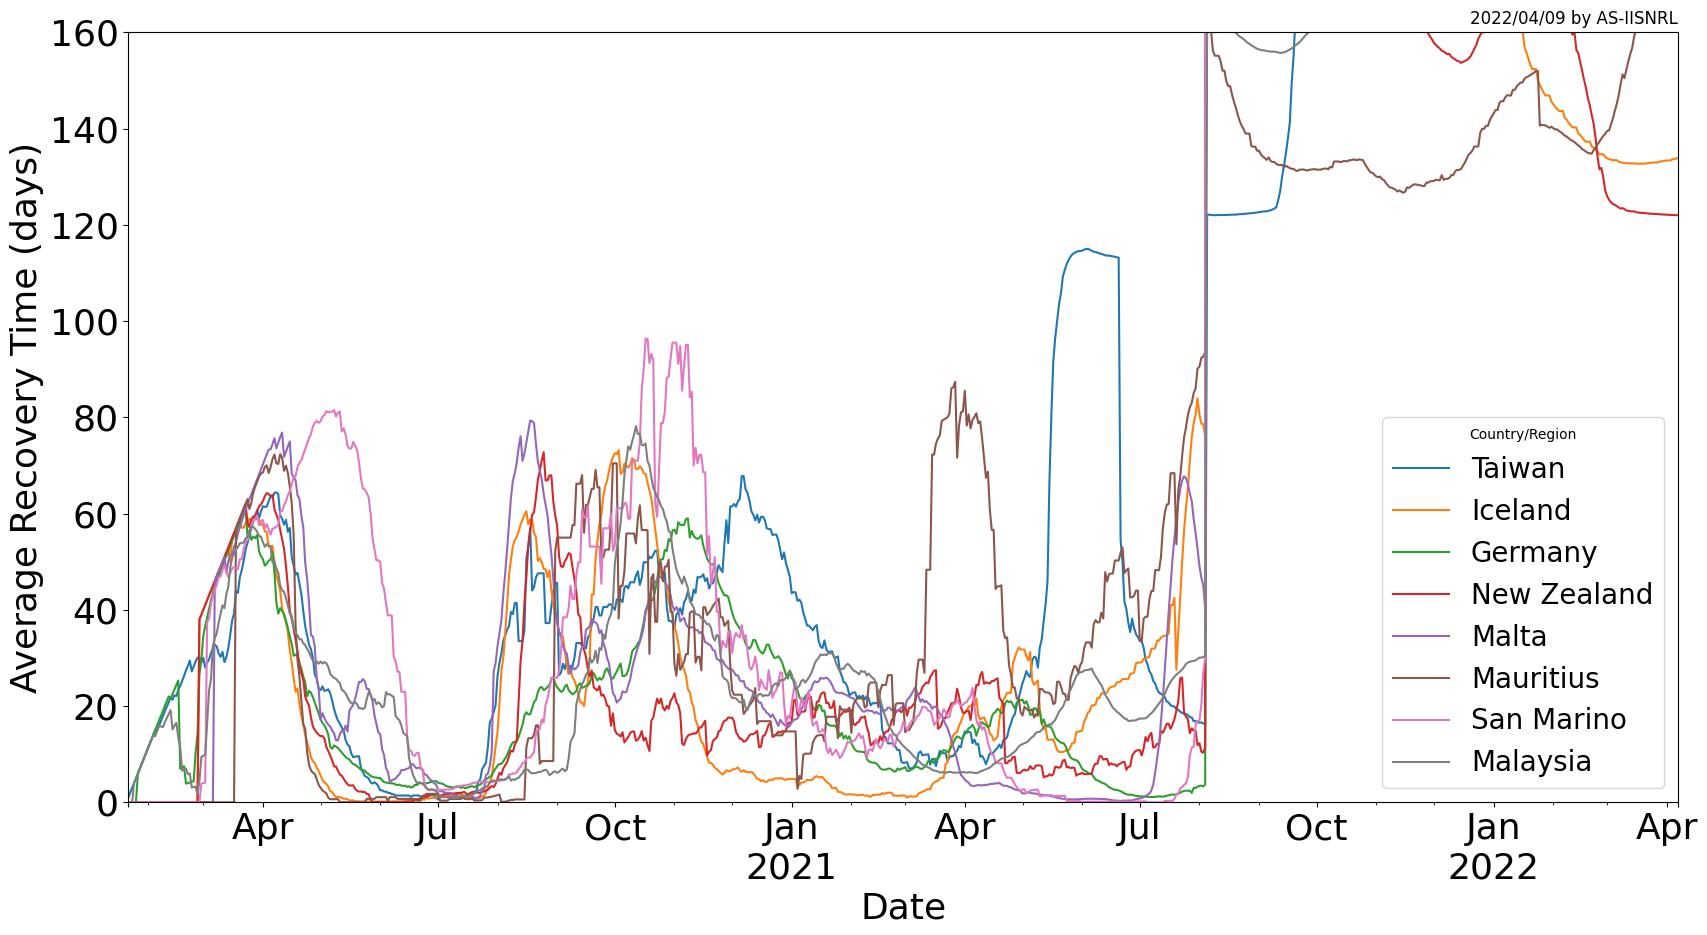 2022/04/09 by AS-IISNRL
160
140
120
100
80
60
40
20
0
Average Recovery Time (days)
Country/Region
Taiwan
Iceland
Germany
New Zealand
Malta
Mauritius
San Marino
Malaysia
Apr Jul Oct Jan Apr Jul Oct Jan Apr
2021 2022
Date